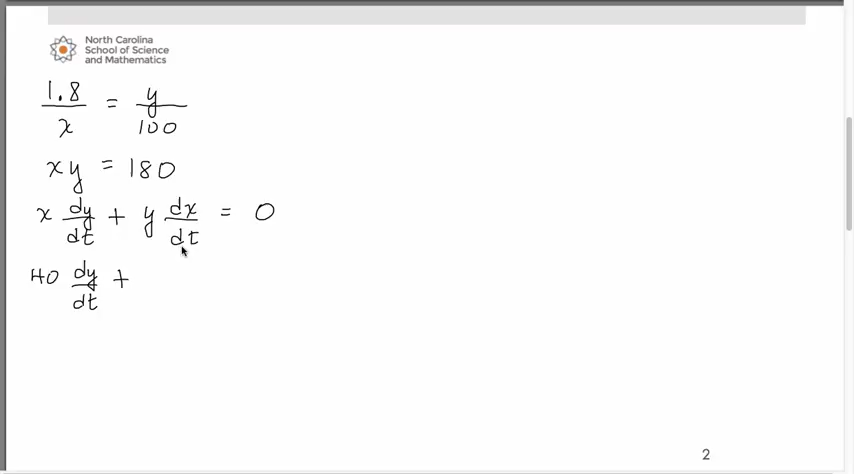 North Carolina
School of Science
and Mathematics
1.8/x = y/100
xy = 180
x dy/dt + y dx/dt = 0
40 dy/dt +
2